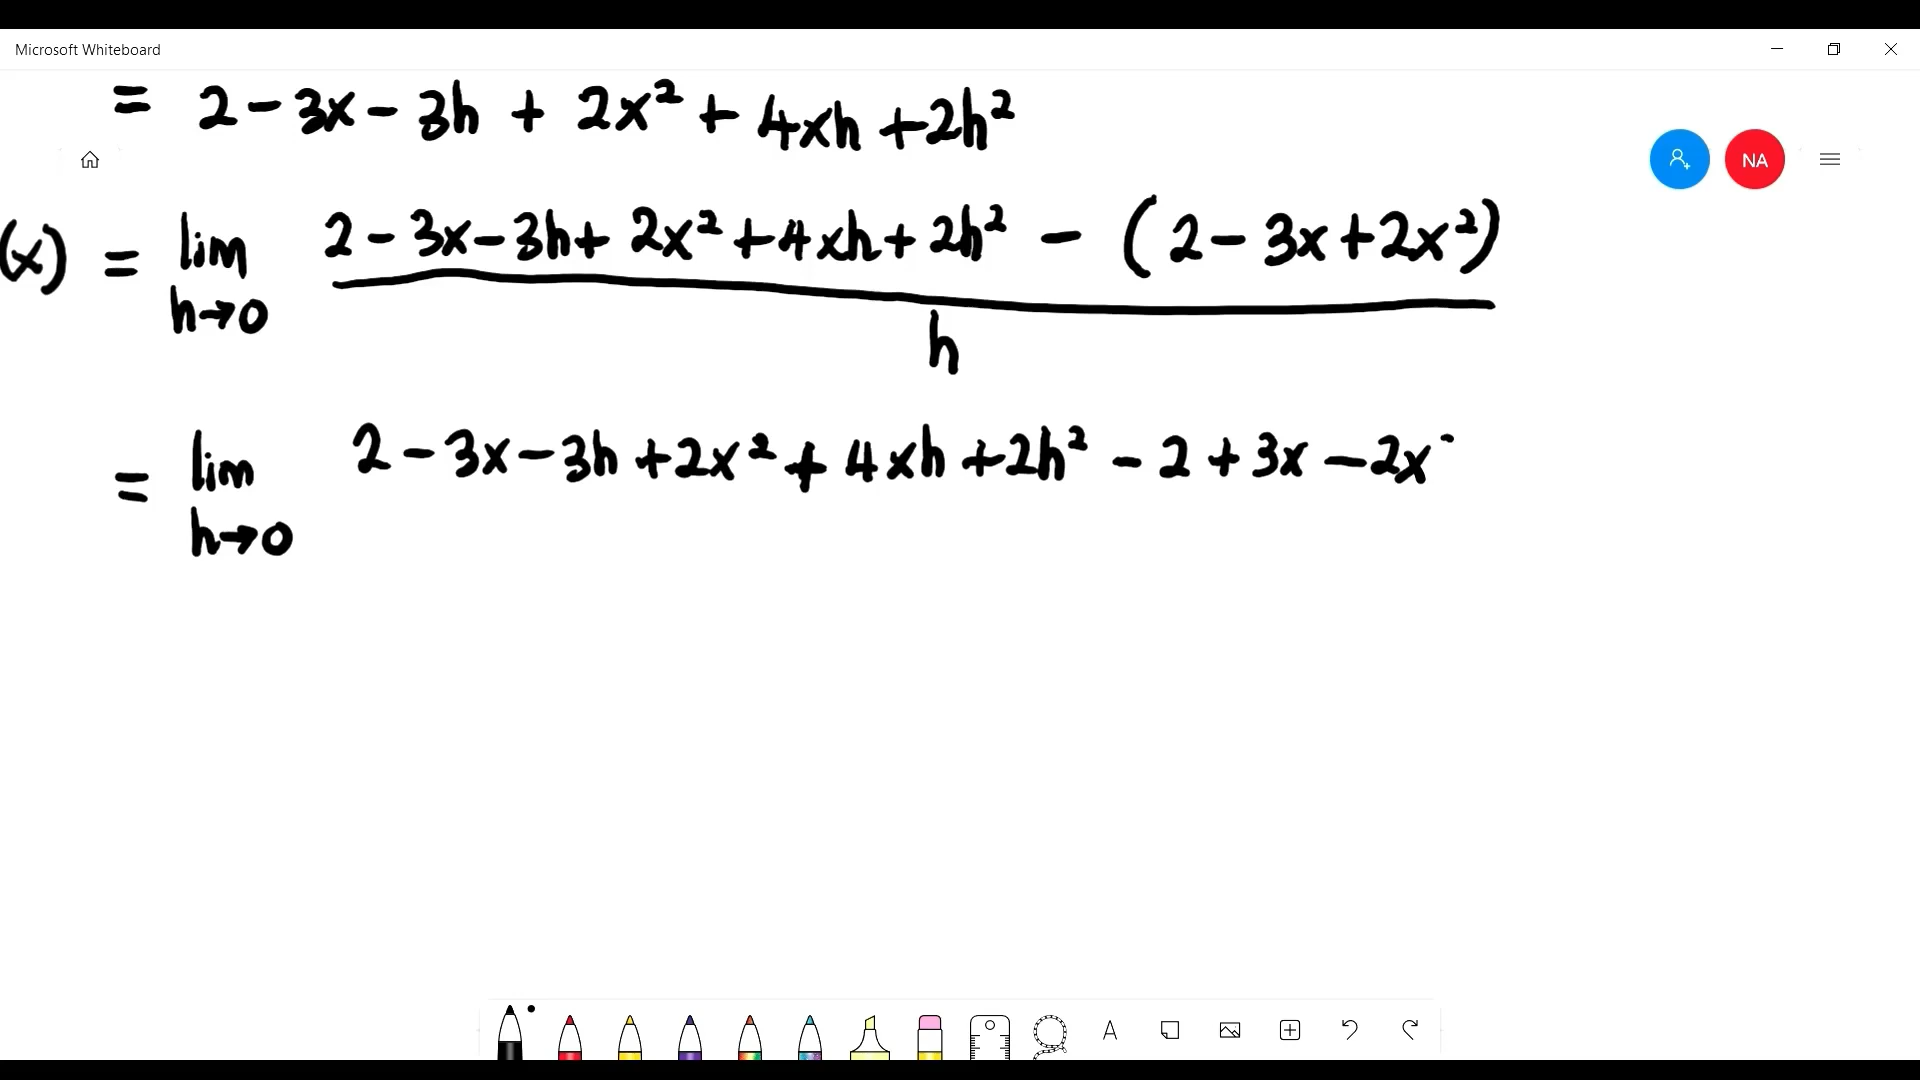 Microsoft Whiteboard
= 2 - 3x - 3h + 2x² + 4xh + 2h²
NA
(x) = lim h→0 2 - 3x - 3h + 2x² + 4xh + 2h² - (2 - 3x + 2x²)
h
= lim h→0 2 - 3x - 3h + 2x² + 4xh + 2h² - 2 + 3x - 2x